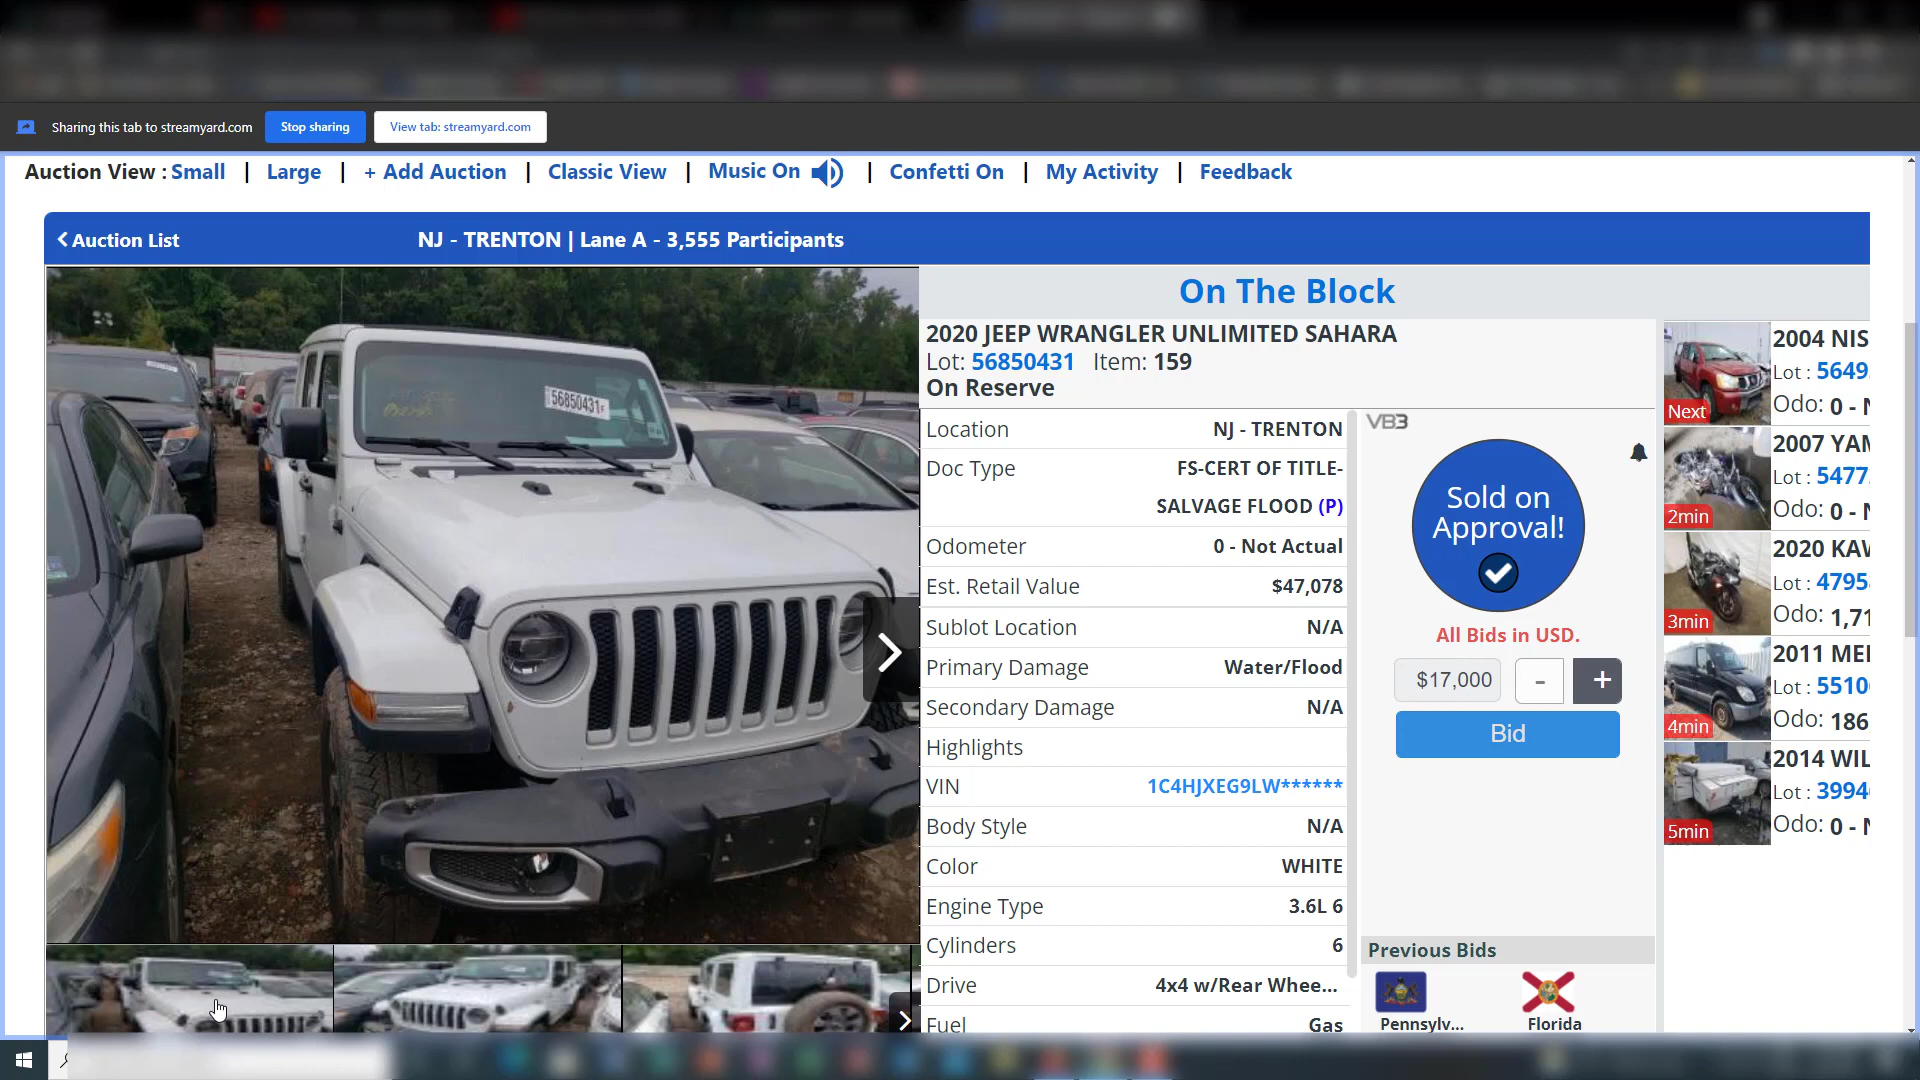 Sharing this tab to streamyard.com
Stop sharing
View tab: streamyard.com
Auction View : Small | Large | + Add Auction | Classic View | Music On | Confetti On | My Activity | Feedback
Auction List
NJ - TRENTON | Lane A - 3,555 Participants
56850431
On The Block
2020 JEEP WRANGLER UNLIMITED SAHARA
Lot: 56850431 Item: 159
On Reserve
Location NJ - TRENTON
Doc Type FS-CERT OF TITLE-
SALVAGE FLOOD (P)
Odometer 0 - Not Actual
Est. Retail Value $47,078
Sublot Location N/A
Primary Damage Water/Flood
Secondary Damage N/A
Highlights
VIN 1C4HJXEG9LW******
Body Style N/A
Color WHITE
Engine Type 3.6L 6
Cylinders 6
Drive 4x4 w/Rear Whee...
Fuel Gas
VB3
Sold on
Approval!
All Bids in USD.
$17,000 - +
Bid
Previous Bids
Pennsylv... Florida
2004 NIS
Lot : 5649
Odo: 0 - N
Next
2007 YAM
Lot : 5477
Odo: 0 - N
2min
2020 KAW
Lot : 4795
Odo: 1,71
3min
2011 MEI
Lot : 5510
Odo: 186
4min
2014 WIL
Lot : 3994
Odo: 0 - N
5min